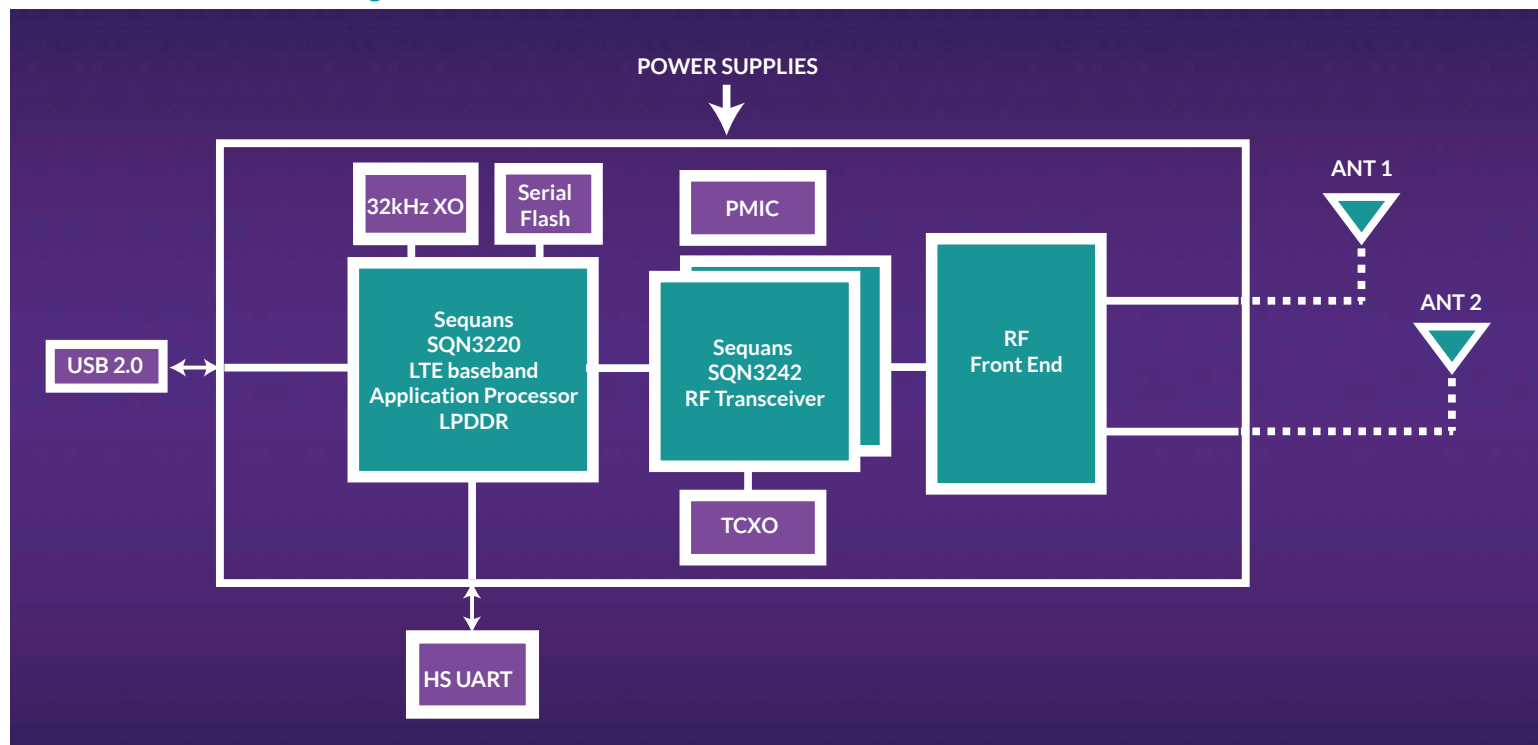 POWER SUPPLIES
ANT 1
32kHz XO
Serial
Flash
PMIC
ANT 2
Sequans
SQN3220
LTE baseband
Application Processor
LPDDR
Sequans
SQN3242
RF Transceiver
RF
Front End
USB 2.0
TCXO
HS UART